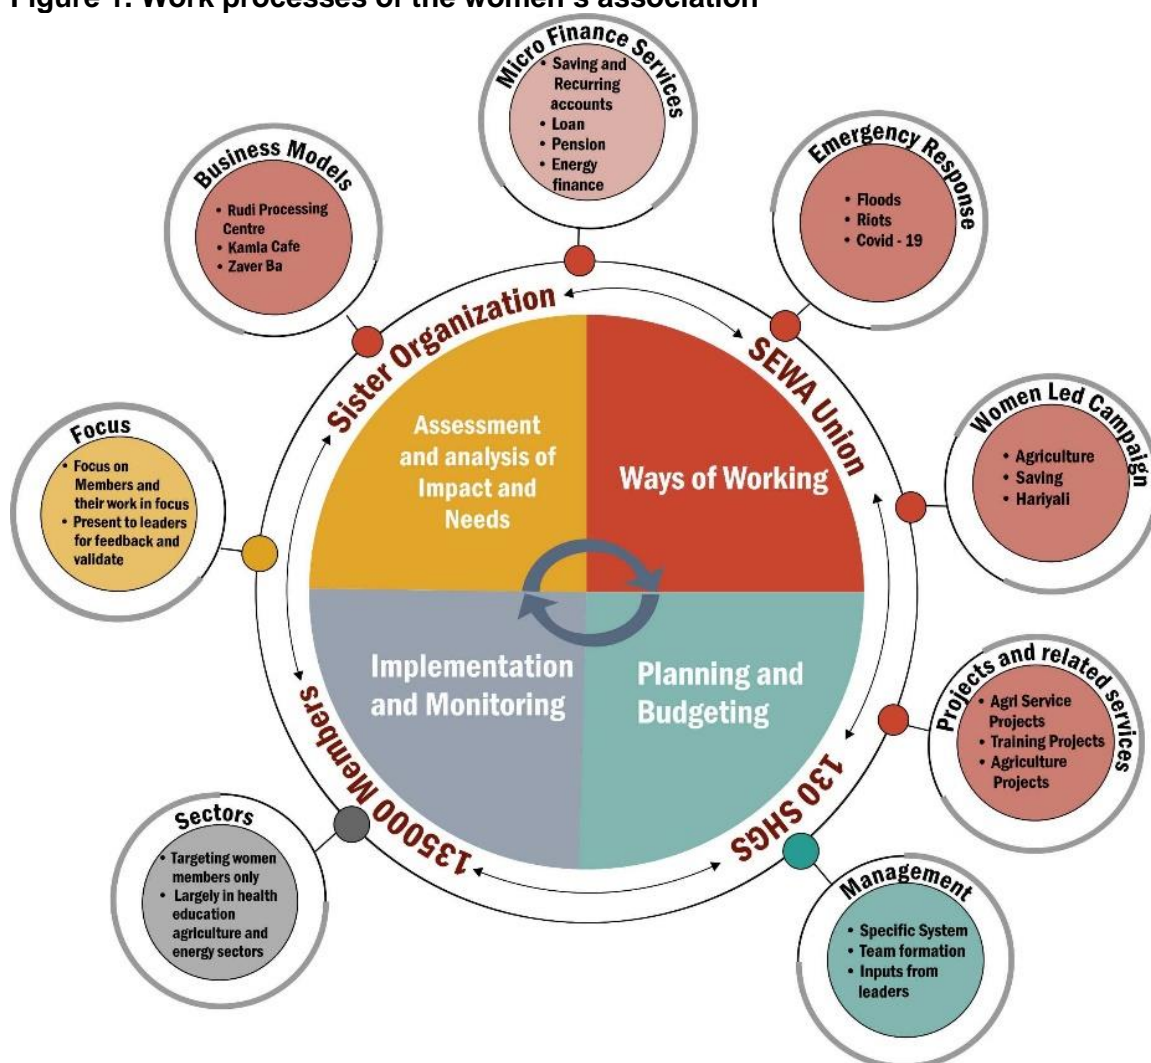 Figure 1. Work processes of the women's association
Micro Finance Services
• Saving and
Recurring
accounts
• Loan
• Pension
• Energy
finance
Emergency Response
• Floods
• Riots
• Covid - 19
Business Models
• Rudi Processing
Centre
• Kamla Cafe
• Zaver Ba
Sister Organization
SEWA Union
Women Led Campaign
• Agriculture
• Saving
• Hariyali
Focus
• Focus on
Members and
their work in focus
• Present to leaders
for feedback and
validate
Assessment
and analysis of
Impact and
Needs
Ways of Working
Implementation
and Monitoring
Planning and
Budgeting
Projects and related services
• Agri Service
Projects
• Training Projects
• Agriculture
Projects
1350000 Members
130 SHGS
Sectors
• Targeting women
members only
• Largely in health
education
agriculture and
energy sectors
Management
• Specific System
• Team formation
• Inputs from
leaders